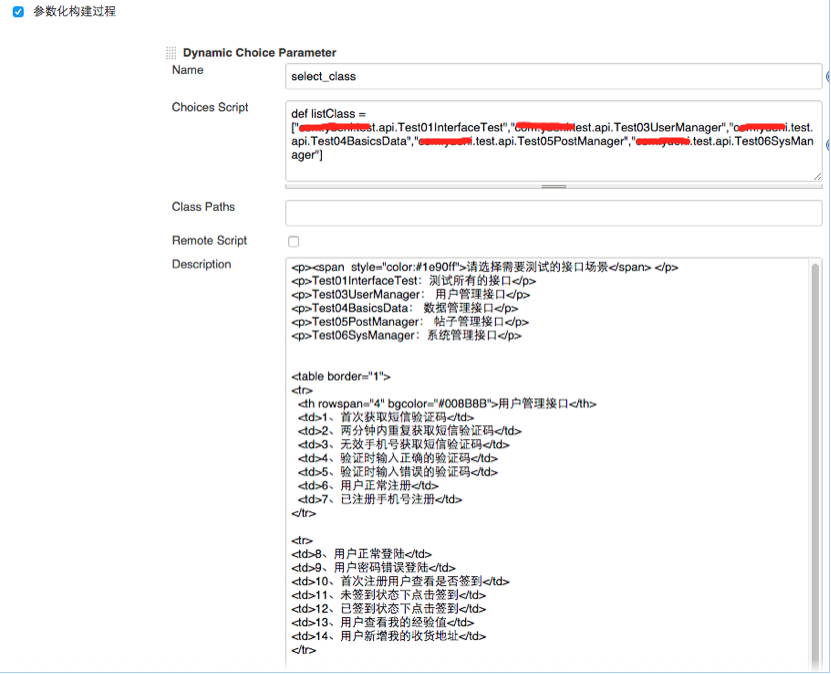 参数化构建过程
Dynamic Choice Parameter
Name
select_class
Choices Script
def listClass =
["st.api.Test01InterfaceTest","test.api.Test03UserManager","i.test.
api.Test04BasicsData",".test.api.Test05PostManager","i.test.api.Test06SysMan
ager"]
Class Paths
Remote Script
Description
<p><span  style="color:#1e90ff">请选择需要测试的接口场景</span> </p>
<p>Test01InterfaceTest：测试所有的接口</p>
<p>Test03UserManager： 用户管理接口</p>
<p>Test04BasicsData： 数据管理接口</p>
<p>Test05PostManager： 帖子管理接口</p>
<p>Test06SysManager：系统管理接口</p>
<table border="1">
<tr>
<th rowspan="4" bgcolor="#008B8B">用户管理接口</th>
<td>1、首次获取短信验证码</td>
<td>2、两分钟内重复获取短信验证码</td>
<td>3、无效手机号获取短信验证码</td>
<td>4、验证时输入正确的验证码</td>
<td>5、验证时输入错误的验证码</td>
<td>6、用户正常注册</td>
<td>7、已注册手机号注册</td>
</tr>
<tr>
<td>8、用户正常登陆</td>
<td>9、用户密码错误登陆</td>
<td>10、首次注册用户查看是否签到</td>
<td>11、未签到状态下点击签到</td>
<td>12、已签到状态下点击签到</td>
<td>13、用户查看我的经验值</td>
<td>14、用户新增我的收货地址</td>
</tr>